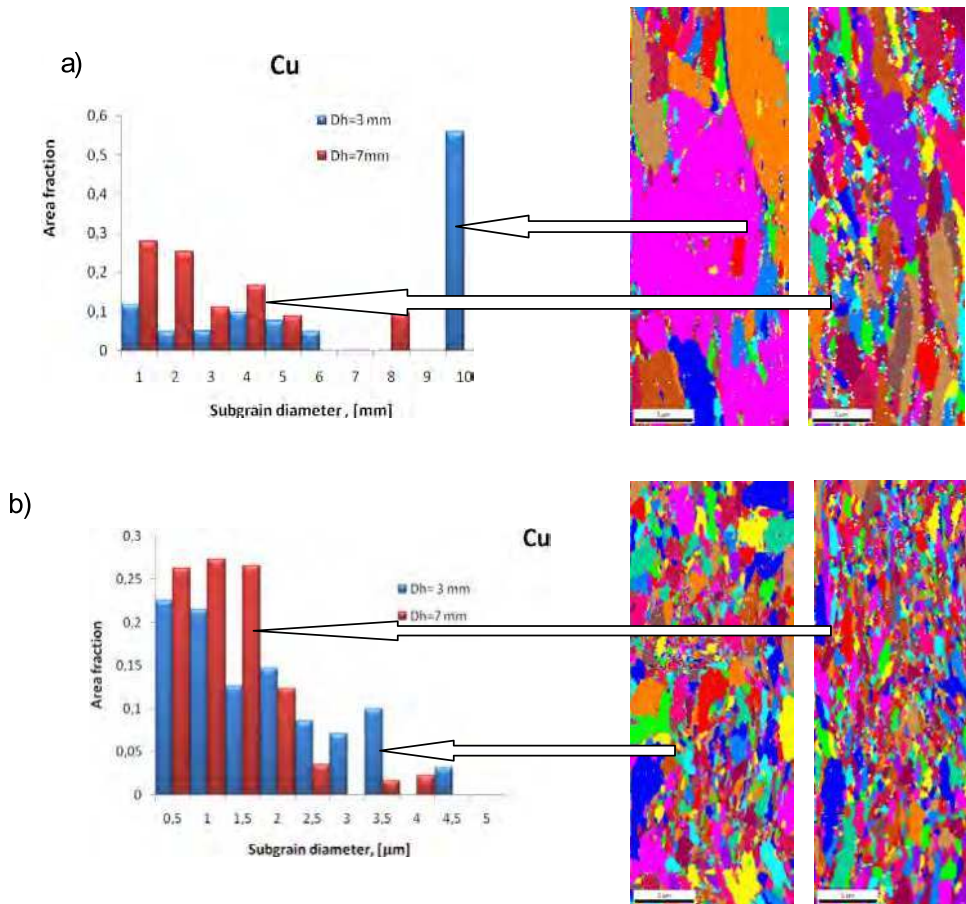 a)
Cu
Dh=3 mm
Dh=7mm
Area fraction
0,6
0,5
0,4
0,3
0,2
0,1
0
1 2 3 4 5 6 7 8 9 10
Subgrain diameter , [mm]
b)
Cu
Dh= 3 mm
Dh=7 mm
Area fraction
0,3
0,25
0,2
0,15
0,1
0,05
0
0,5 1 1,5 2 2,5 3 3,5 4 4,5 5
Subgrain diameter, [µm]